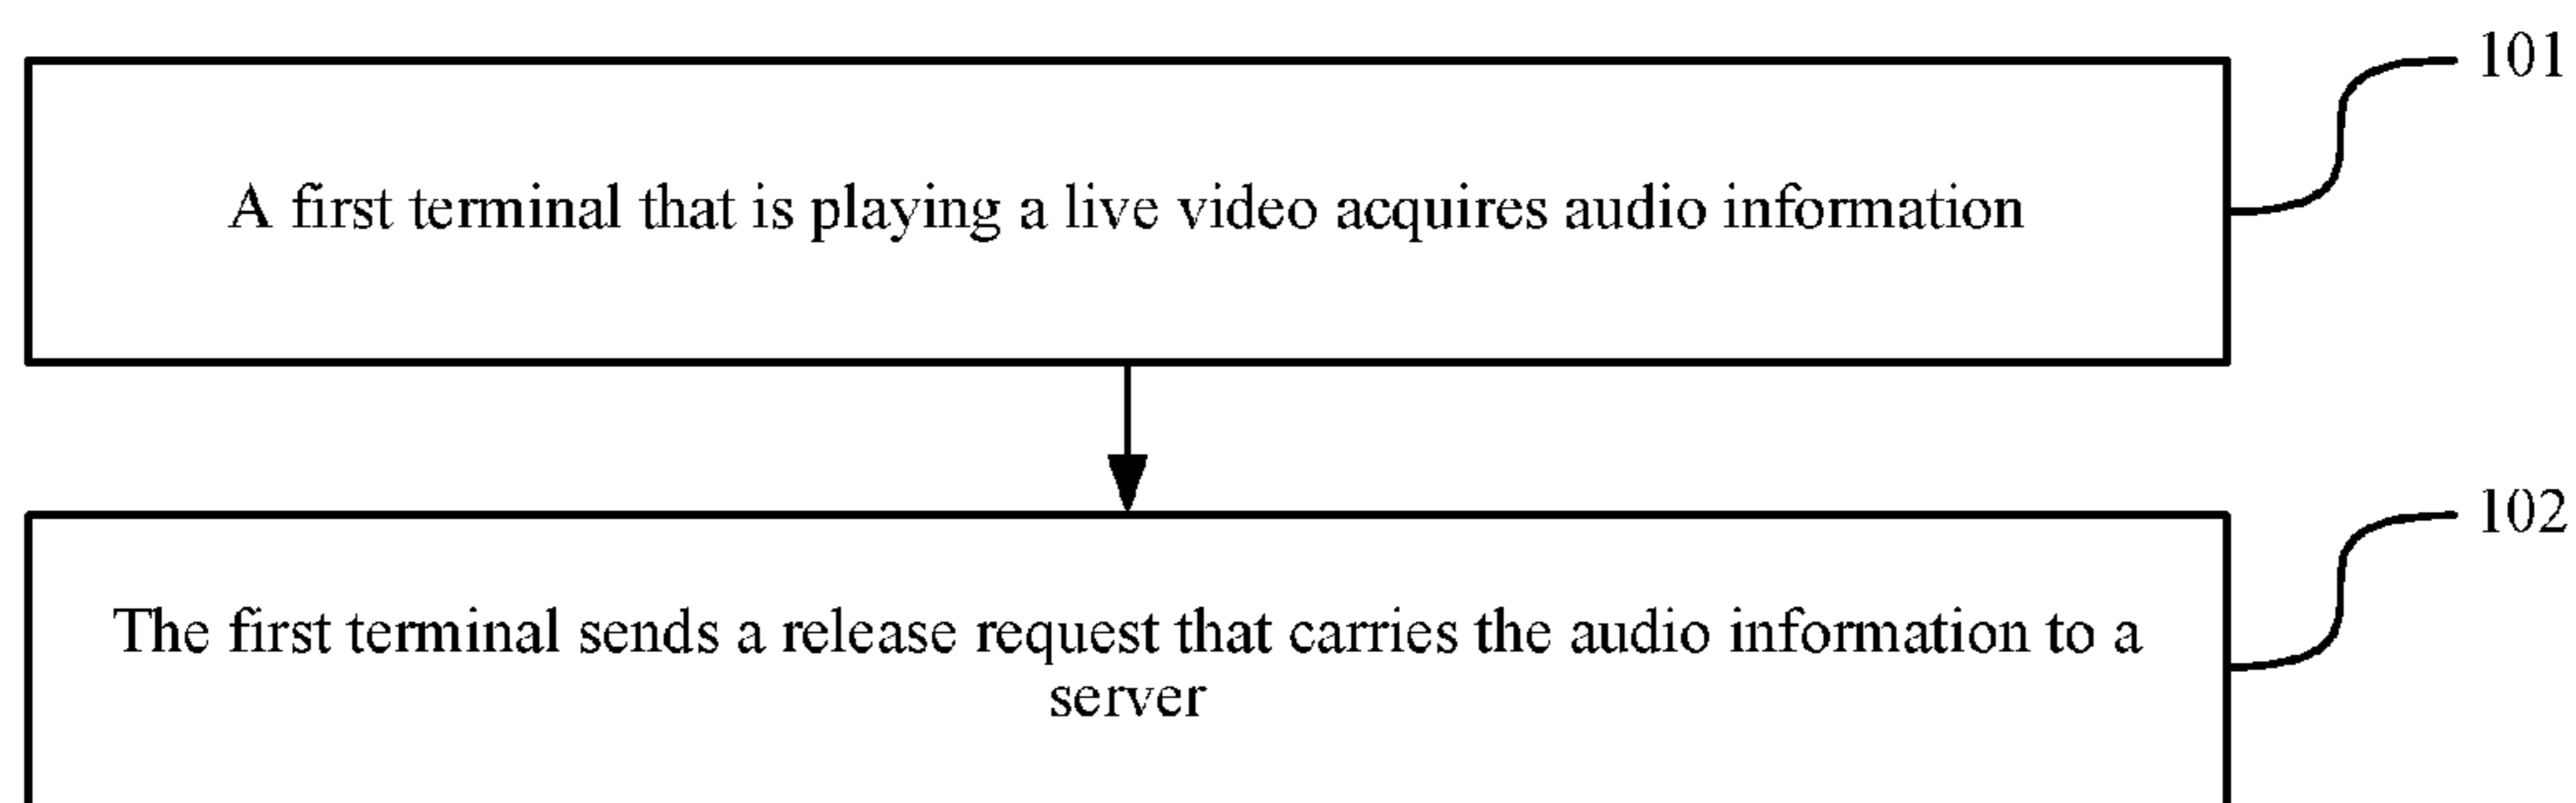 101
A first terminal that is playing a live video acquires audio information
102
The first terminal sends a release request that carries the audio information to a
server